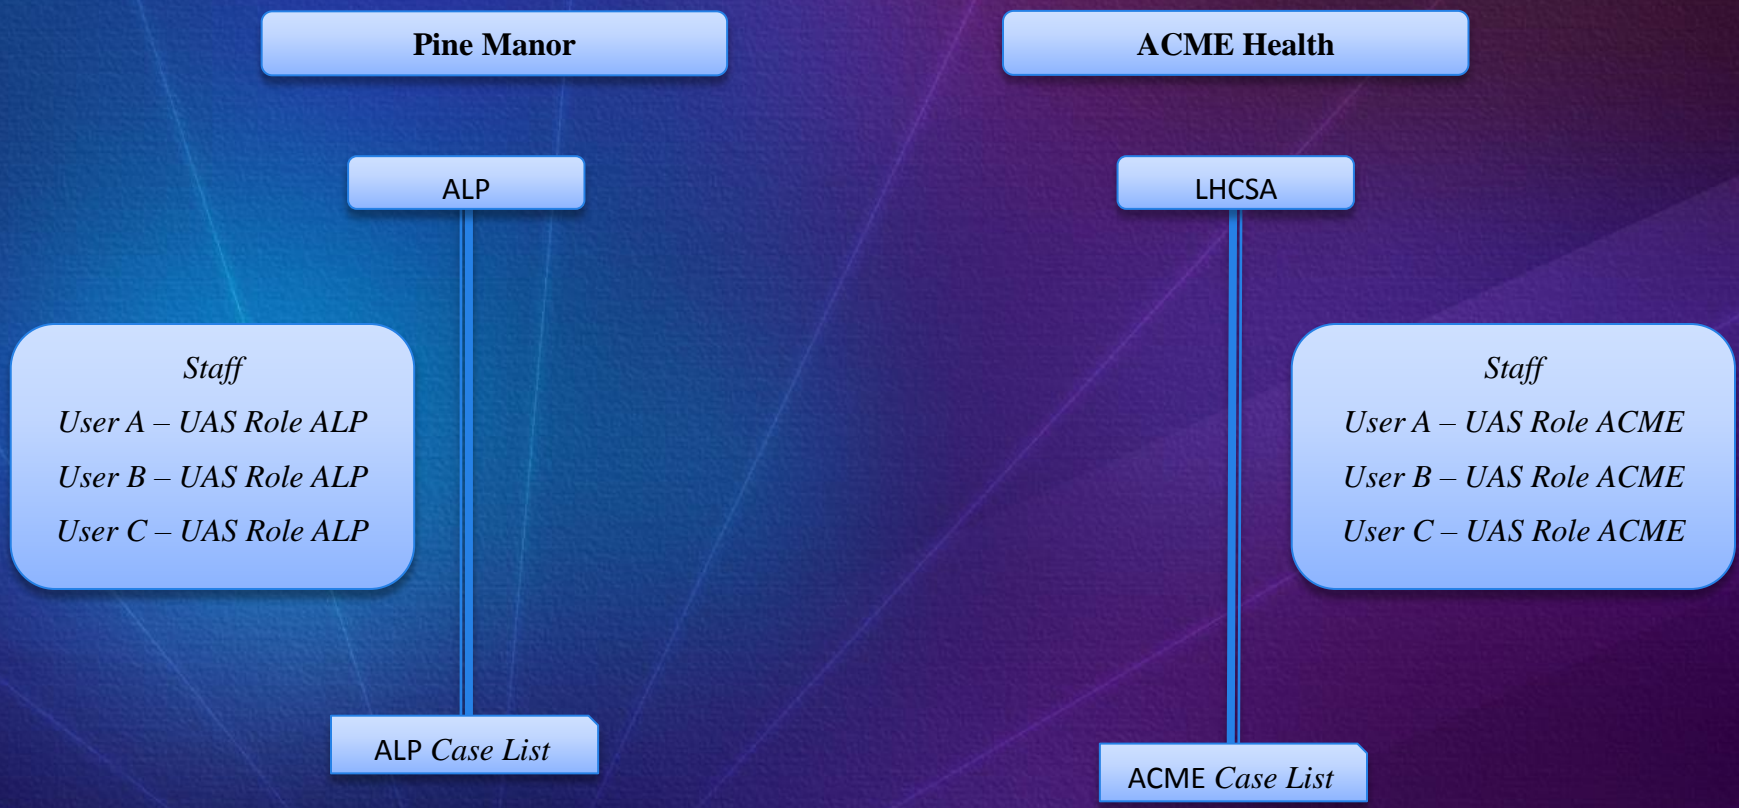 Pine Manor
ALP
Staff
User A – UAS Role ALP
User B – UAS Role ALP
User C – UAS Role ALP
ALP Case List
ACME Health
LHCSA
Staff
User A – UAS Role ACME
User B – UAS Role ACME
User C – UAS Role ACME
ACME Case List